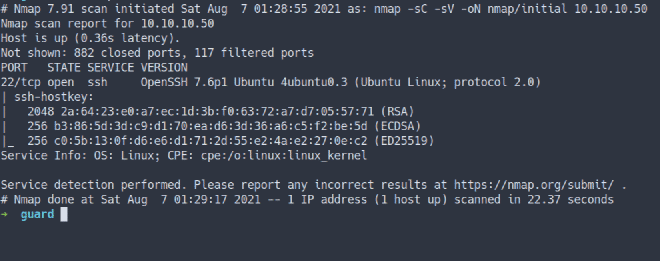 # Nmap 7.91 scan initiated Sat Aug  7 01:28:55 2021 as: nmap -sC -sV -oN nmap/initial 10.10.10.50
Nmap scan report for 10.10.10.50
Host is up (0.36s latency).
Not shown: 882 closed ports, 117 filtered ports
PORT   STATE SERVICE VERSION
22/tcp open  ssh     OpenSSH 7.6p1 Ubuntu 4ubuntu0.3 (Ubuntu Linux; protocol 2.0)
| ssh-hostkey:
|   2048 2a:64:23:e0:a7:ec:1d:3b:f0:63:72:a7:d7:05:57:71 (RSA)
|   256 b3:86:5d:3d:c9:d1:70:ea:d6:3d:36:a6:c5:f2:be:5d (ECDSA)
|_  256 c0:5b:13:0f:d6:e6:d1:71:2d:55:e2:4a:e2:27:0e:c2 (ED25519)
Service Info: OS: Linux; CPE: cpe:/o:linux:linux_kernel
Service detection performed. Please report any incorrect results at https://nmap.org/submit/ .
# Nmap done at Sat Aug  7 01:29:17 2021 -- 1 IP address (1 host up) scanned in 22.37 seconds
→  guard